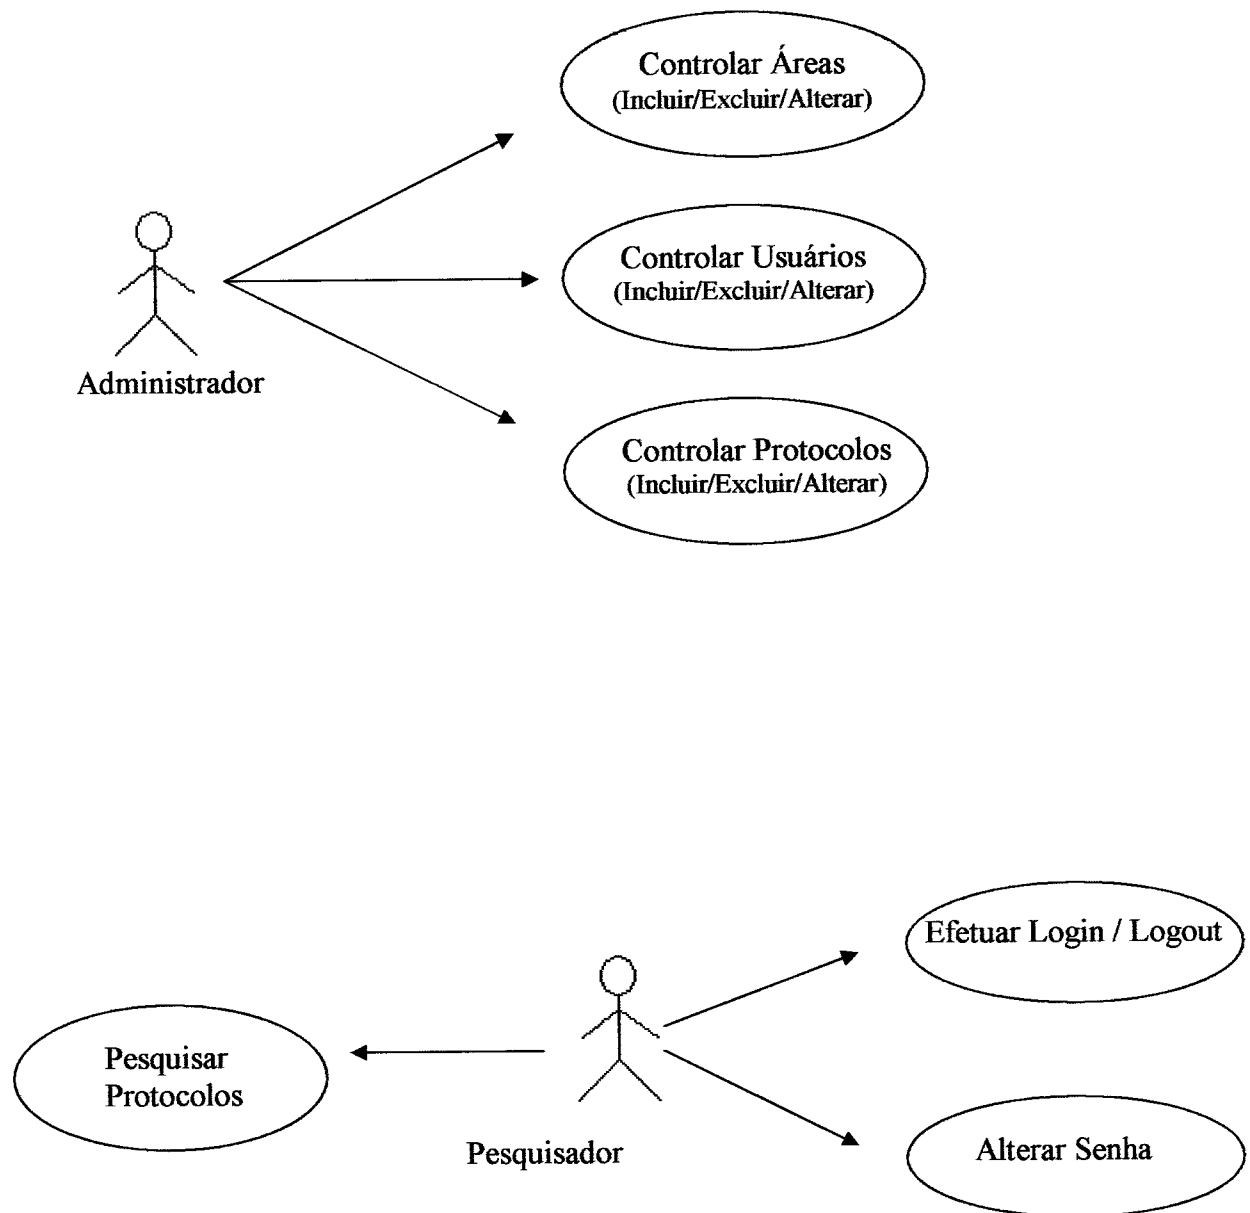 Controlar Áreas
(Incluir/Excluir/Alterar)
Controlar Usuários
(Incluir/Excluir/Alterar)
Administrador
Controlar Protocolos
(Incluir/Excluir/Alterar)
Efetuar Login / Logout
Pesquisar
Protocolos
Pesquisador
Alterar Senha